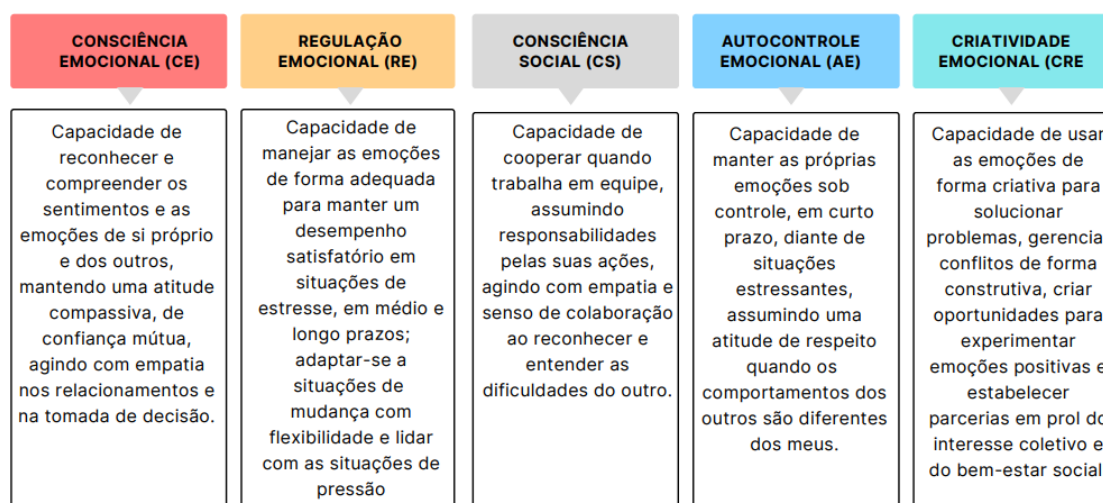 CONSCIÊNCIA
EMOCIONAL (CE)
Capacidade de
reconhecer e
compreender os
sentimentos e as
emoções de si próprio
e dos outros,
mantendo uma atitude
compassiva, de
confiança mútua,
agindo com empatia
nos relacionamentos e
na tomada de decisão.
REGULAÇÃO
EMOCIONAL (RE)
Capacidade de
manejar as emoções
de forma adequada
para manter um
desempenho
satisfatório em
situações de
estresse, em médio e
longo prazos;
adaptar-se a
situações de
mudança com
flexibilidade e lidar
com as situações de
pressão
CONSCIÊNCIA
SOCIAL (CS)
Capacidade de
cooperar quando
trabalha em equipe,
assumindo
responsabilidades
pelas suas ações,
agindo com empatia e
senso de colaboração
ao reconhecer e
entender as
dificuldades do outro.
AUTOCONTROLE
EMOCIONAL (AE)
Capacidade de
manter as próprias
emoções sob
controle, em curto
prazo, diante de
situações
estressantes,
assumindo uma
atitude de respeito
quando os
comportamentos dos
outros são diferentes
dos meus.
CRIATIVIDADE
EMOCIONAL (CRE
Capacidade de usar
as emoções de
forma criativa para
solucionar
problemas, gerencia
conflitos de forma
construtiva, criar
oportunidades para
experimentar
emoções positivas e
estabelecer
parcerias em prol do
interesse coletivo e
do bem-estar social